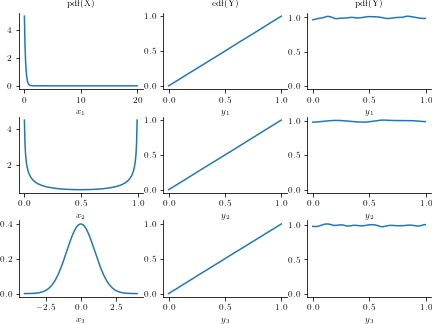 pdf(X) cdf(Y) pdf(Y)
4 1.0 1.0
2 0.5 0.5
0 0.0 0.0
0 10 20 0.0 0.5 1.0 0.0 0.5 1.0
x₁ y₁ y₁
4 1.0 1.0
2 0.5 0.5
0.0 0.0
0.0 0.5 1.0 0.0 0.5 1.0 0.0 0.5 1.0
x₂ y₂ y₂
0.4 1.0 1.0
0.2 0.5 0.5
0.0 0.0 0.0
−2.5 0.0 2.5 0.0 0.5 1.0 0.0 0.5 1.0
x₃ y₃ y₃